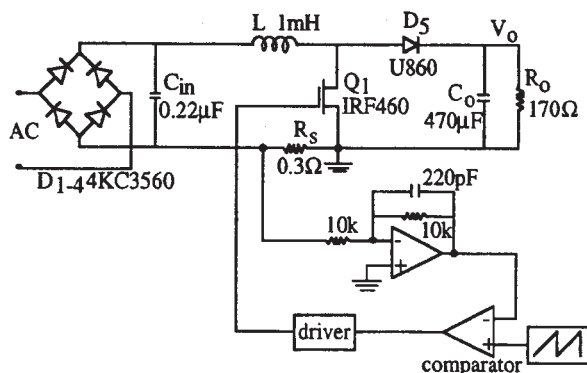 L 1mH
D5
Vo
U860
Cin
0.22μF
Q1
IRF460
Co
470μF
Ro
170Ω
AC
Rs
0.3Ω
D1-4 4KC3560
220pF
10k
10k
-
+
driver
-
+
comparator